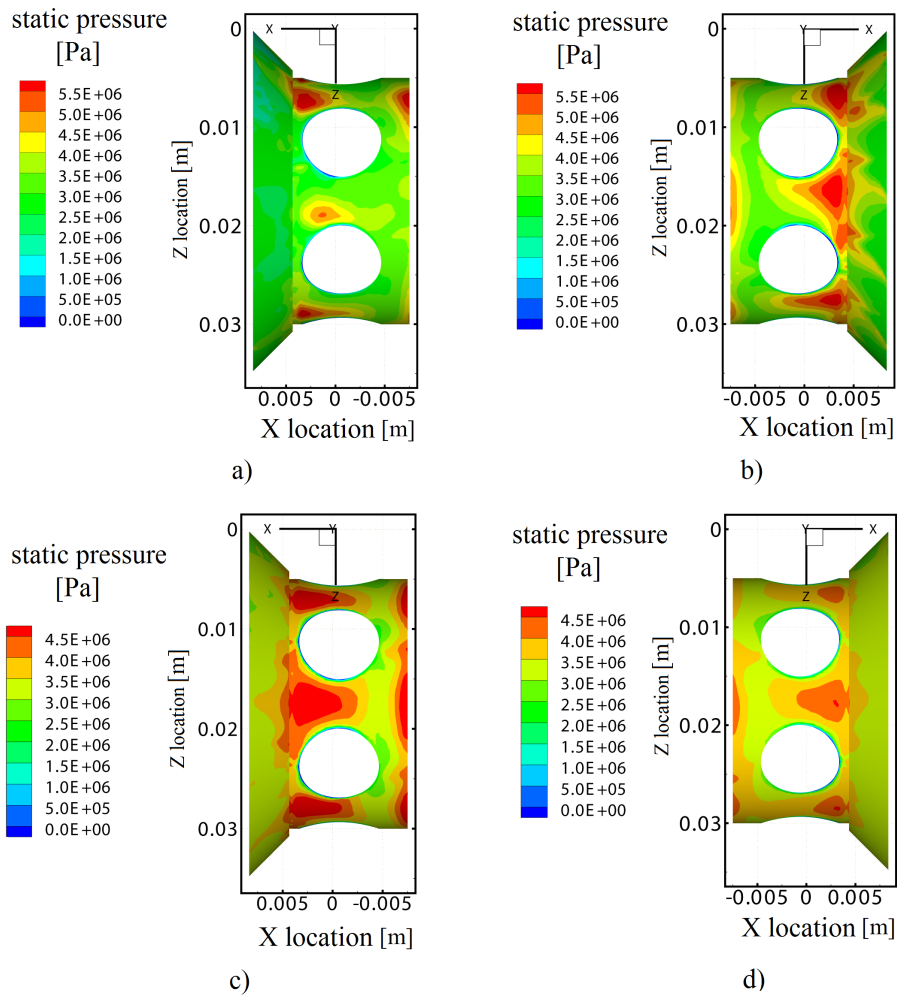 static pressure
[Pa]
5.5E+06
5.0E+06
4.5E+06
4.0E+06
3.5E+06
3.0E+06
2.5E+06
2.0E+06
1.5E+06
1.0E+06
5.0E+05
0.0E+00
Z location [m]
0
0.01
0.02
0.03
X
Y
Z
0.005 0 -0.005
X location [m]
a)
static pressure
[Pa]
5.5E+06
5.0E+06
4.5E+06
4.0E+06
3.5E+06
3.0E+06
2.5E+06
2.0E+06
1.5E+06
1.0E+06
5.0E+05
0.0E+00
Z location [m]
0
0.01
0.02
0.03
Y
X
Z
-0.005 0 0.005
X location [m]
b)
static pressure
[Pa]
4.5E+06
4.0E+06
3.5E+06
3.0E+06
2.5E+06
2.0E+06
1.5E+06
1.0E+06
5.0E+05
0.0E+00
Z location [m]
0
0.01
0.02
0.03
X
Y
Z
0.005 0 -0.005
X location [m]
c)
static pressure
[Pa]
4.5E+06
4.0E+06
3.5E+06
3.0E+06
2.5E+06
2.0E+06
1.5E+06
1.0E+06
5.0E+05
0.0E+00
Z location [m]
0
0.01
0.02
0.03
Y
X
Z
-0.005 0 0.005
X location [m]
d)